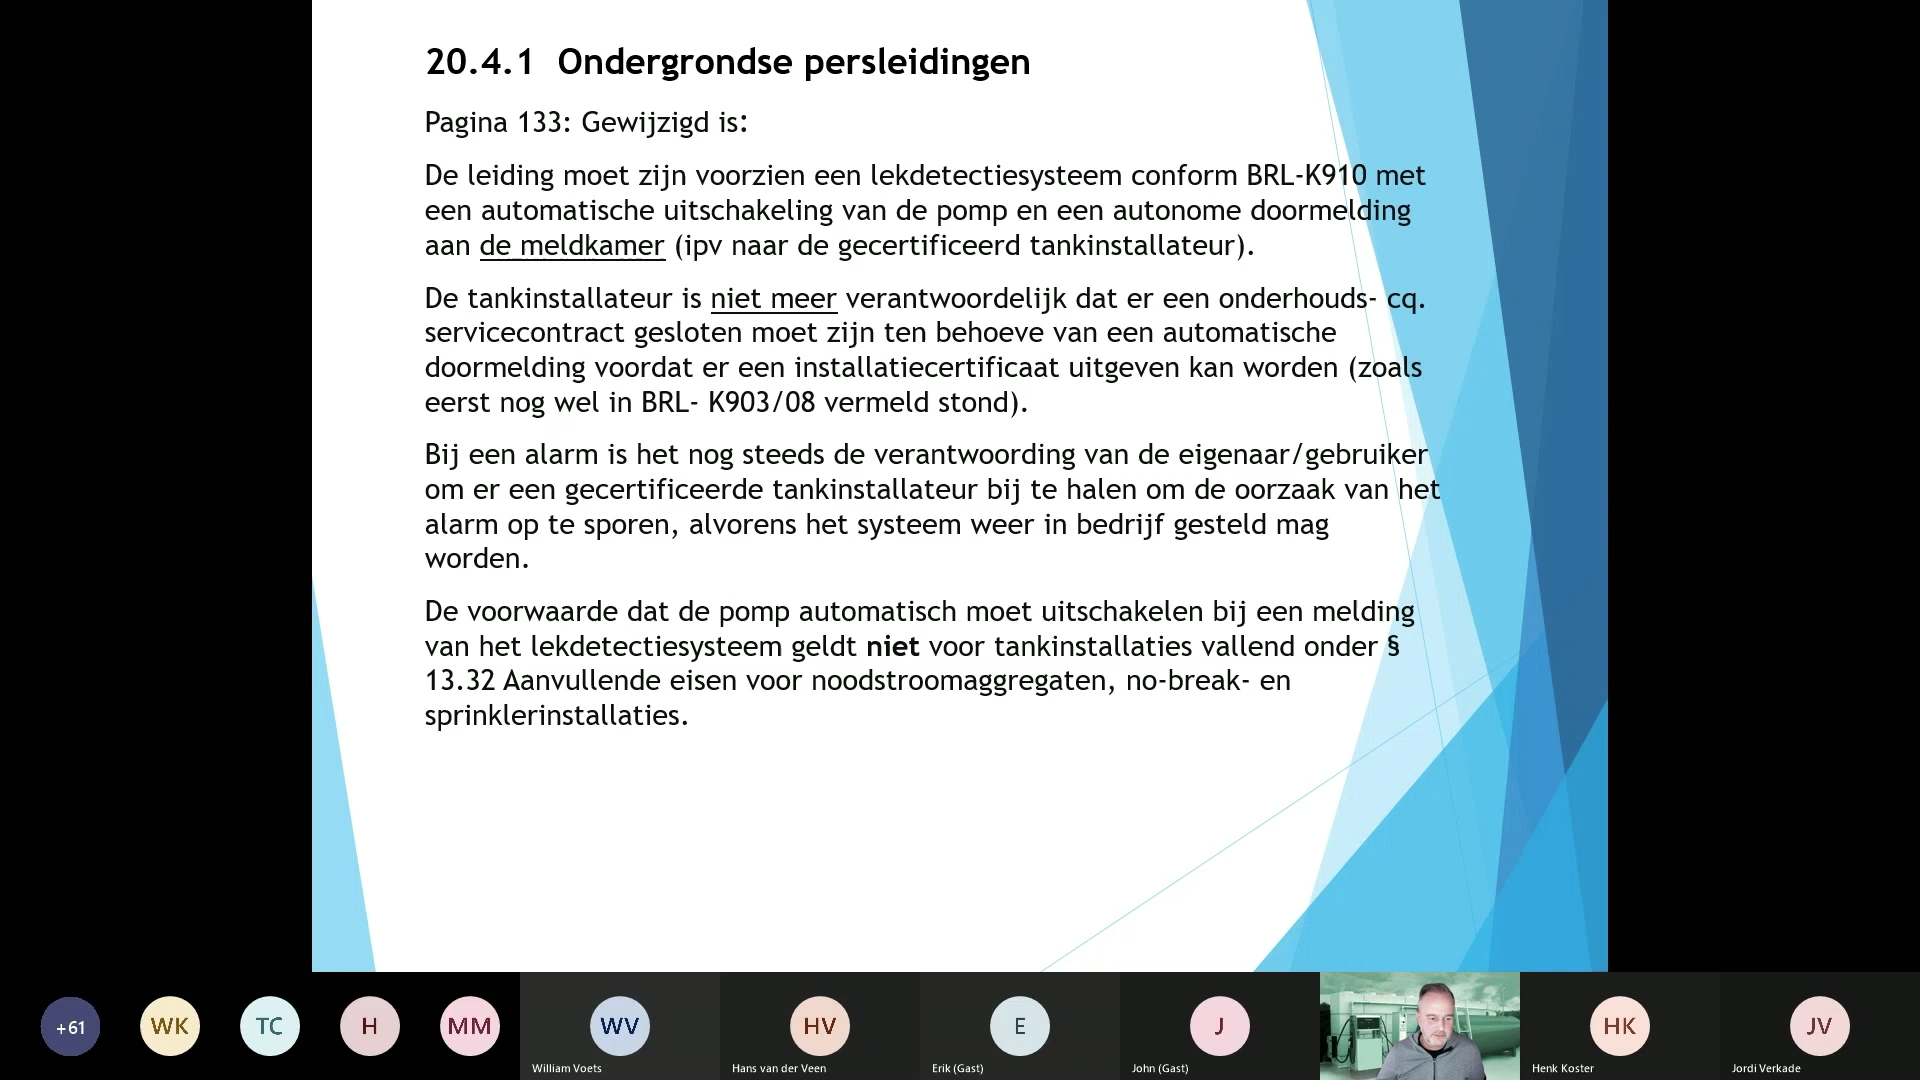 20.4.1 Ondergrondse persleidingen
Pagina 133: Gewijzigd is:
De leiding moet zijn voorzien een lekdetectiesysteem conform BRL-K910 met
een automatische uitschakeling van de pomp en een autonome doormelding
aan de meldkamer (ipv naar de gecertificeerd tankinstallateur).
De tankinstallateur is niet meer verantwoordelijk dat er een onderhouds- cq.
servicecontract gesloten moet zijn ten behoeve van een automatische
doormelding voordat er een installatiecertificaat uitgeven kan worden (zoals
eerst nog wel in BRL- K903/08 vermeld stond).
Bij een alarm is het nog steeds de verantwoording van de eigenaar/gebruiker
om er een gecertificeerde tankinstallateur bij te halen om de oorzaak van het
alarm op te sporen, alvorens het systeem weer in bedrijf gesteld mag
worden.
De voorwaarde dat de pomp automatisch moet uitschakelen bij een melding
van het lekdetectiesysteem geldt niet voor tankinstallaties vallend onder §
13.32 Aanvullende eisen voor noodstroomaggregaten, no-break- en
sprinklerinstallaties.
+61
WK
TC
H
MM
WV
William Voets
HV
Hans van der Veen
E
Erik (Gast)
J
John (Gast)
HK
Henk Koster
JV
Jordi Verkade